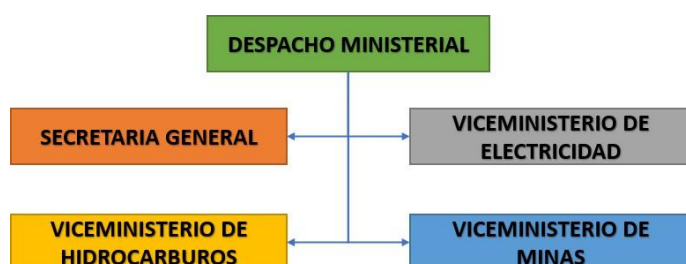 DESPACHO MINISTERIAL
SECRETARIA GENERAL
VICEMINISTERIO DE
ELECTRICIDAD
VICEMINISTERIO DE
HIDROCARBUROS
VICEMINISTERIO DE
MINAS